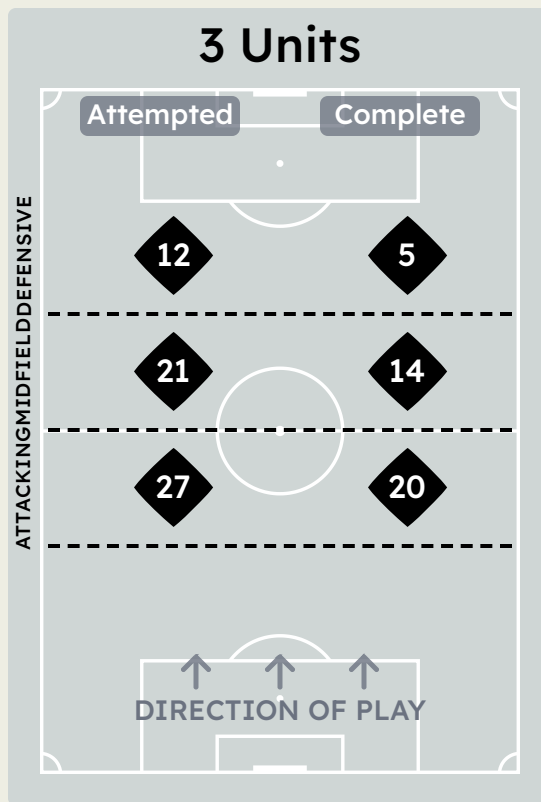 3 Units
Attempted Complete
ATTACKINGMIDFIELDDEFENSIVE
12 5
21 14
27 20
DIRECTION OF PLAY